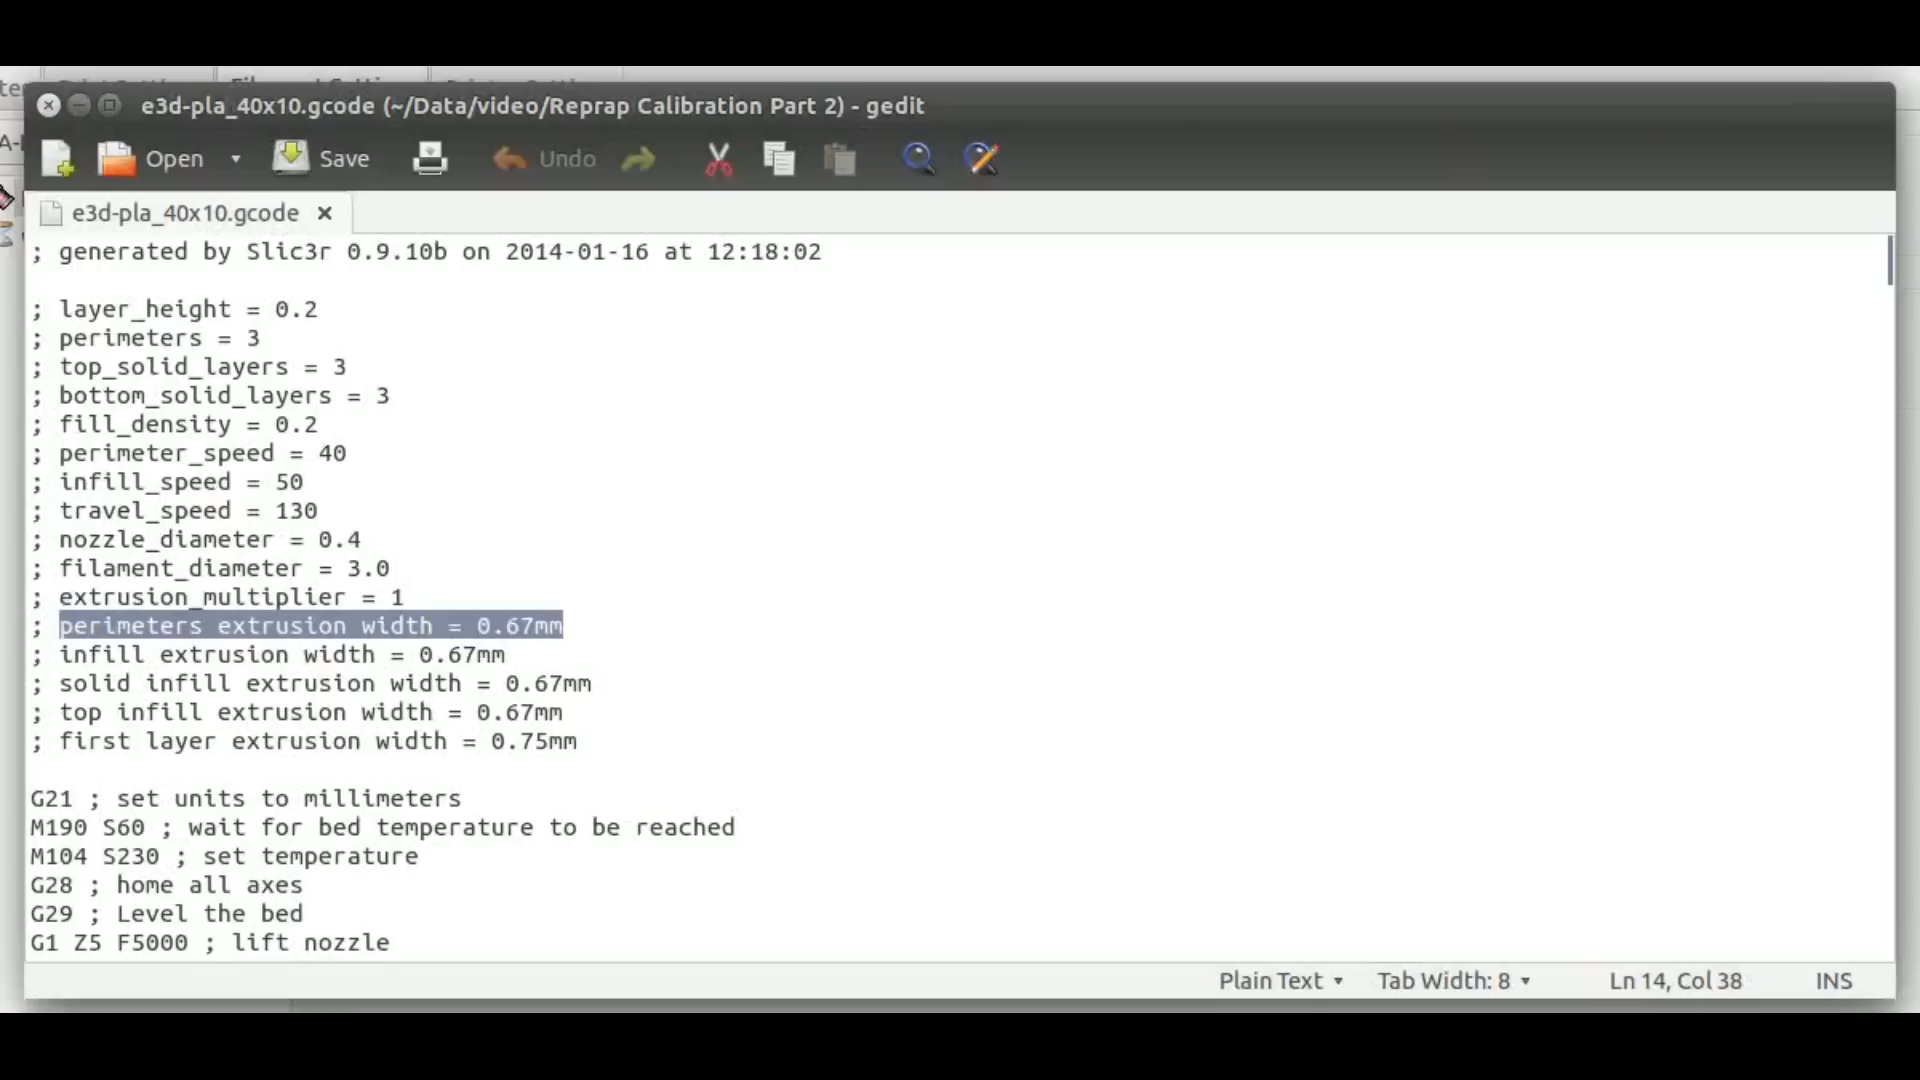 e3d-pla_40x10.gcode (~/Data/video/Reprap Calibration Part 2) - gedit
Open Save Undo
e3d-pla_40x10.gcode
; generated by Slic3r 0.9.10b on 2014-01-16 at 12:18:02
; layer_height = 0.2
; perimeters = 3
; top_solid_layers = 3
; bottom_solid_layers = 3
; fill_density = 0.2
; perimeter_speed = 40
; infill_speed = 50
; travel_speed = 130
; nozzle_diameter = 0.4
; filament_diameter = 3.0
; extrusion_multiplier = 1
; perimeters extrusion width = 0.67mm
; infill extrusion width = 0.67mm
; solid infill extrusion width = 0.67mm
; top infill extrusion width = 0.67mm
; first layer extrusion width = 0.75mm
G21 ; set units to millimeters
M190 S60 ; wait for bed temperature to be reached
M104 S230 ; set temperature
G28 ; home all axes
G29 ; Level the bed
G1 Z5 F5000 ; lift nozzle
Plain Text Tab Width: 8 Ln 14, Col 38 INS